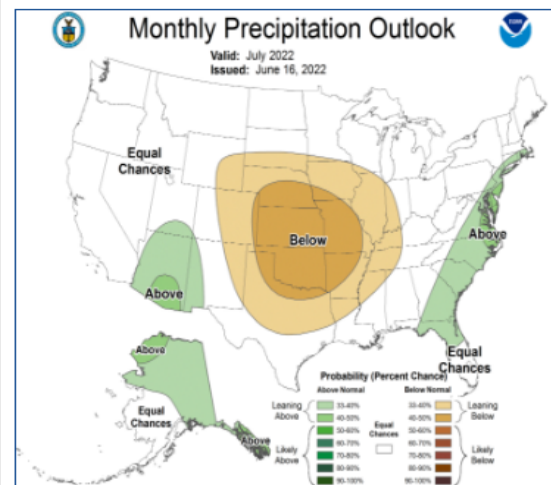 Monthly Precipitation Outlook
Valid: July 2022
Issued: June 16, 2022
Equal
Chances
Below
Above
Above
Above
Equal
Chances
Above
Equal
Chances
Above
Probability (Percent Chance)
Above Normal
Below Normal
Leaning
Above
33-40%
40-50%
50-60%
60-70%
70-80%
80-90%
90-100%
Likely
Above
Equal
Chances
33-40%
40-50%
50-60%
60-70%
70-80%
80-90%
90-100%
Leaning
Below
Likely
Below